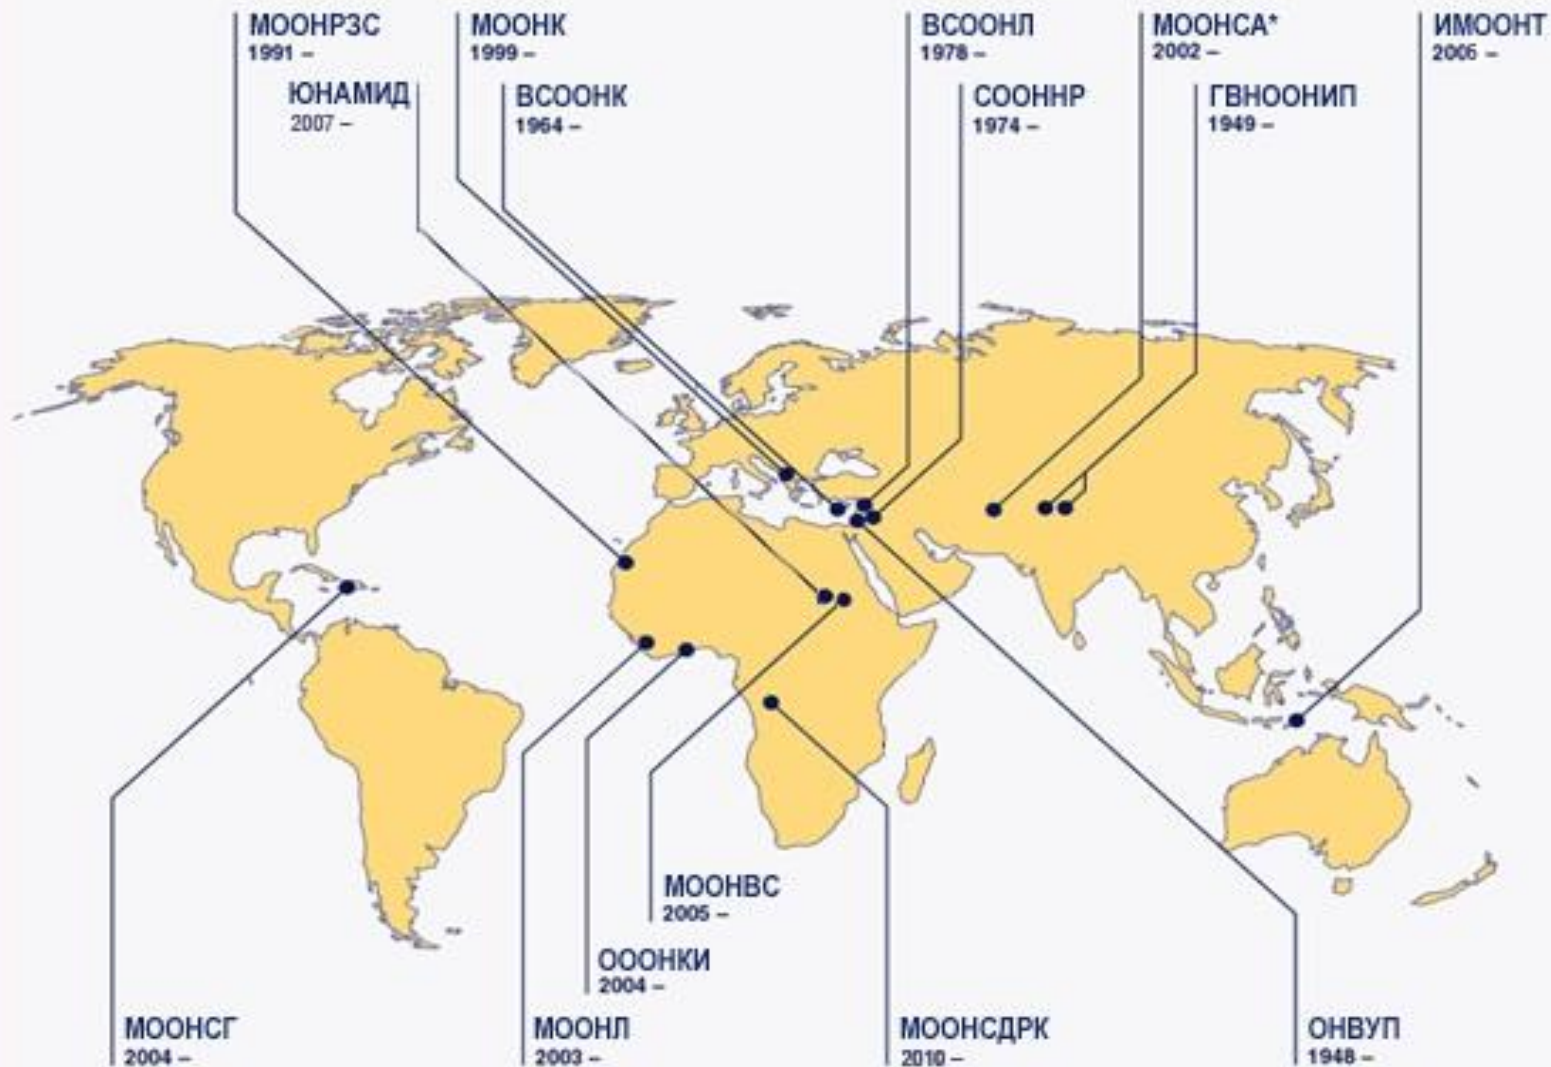 МООНРЗС
1991 –
МООНК
1999 –
ВСООНЛ
1978 –
МООНСА*
2002 –
ИМООНТ
2006 –
ЮНАМИД
2007 –
ВСООНК
1964 –
СООННР
1974 –
ГВНООНИП
1949 –
МООНВС
2005 –
ОООНКИ
2004 –
МООНСГ
2004 –
МООНЛ
2003 –
МООНСДРК
2010 –
ОНВУП
1948 –